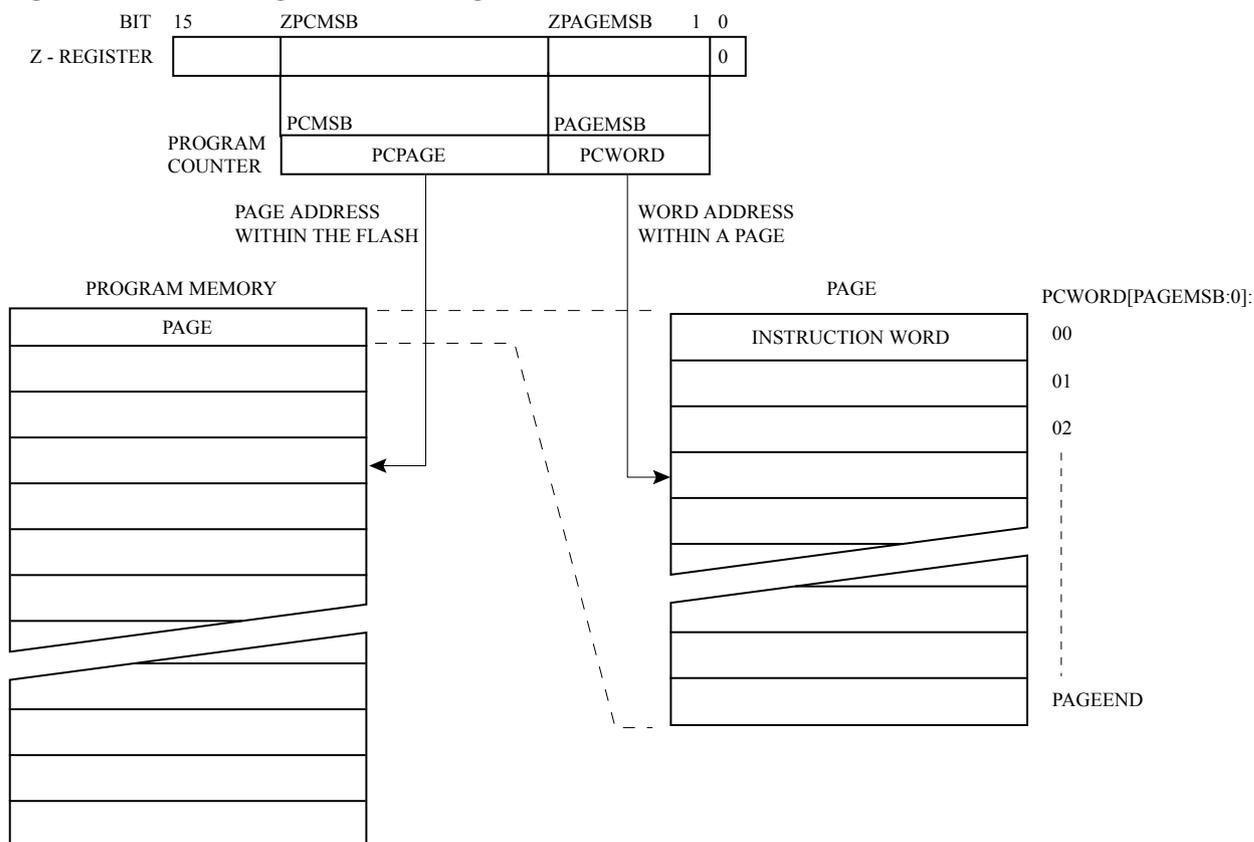 BIT 15 ZPCMSB ZPAGEMSB 1 0
Z - REGISTER 0
PCMSB PAGEMSB
PROGRAM
COUNTER
PCPAGE PCWORD
PAGE ADDRESS
WITHIN THE FLASH
WORD ADDRESS
WITHIN A PAGE
PROGRAM MEMORY PAGE PCWORD[PAGEMSB:0]:
PAGE INSTRUCTION WORD 00
01
02
PAGEEND